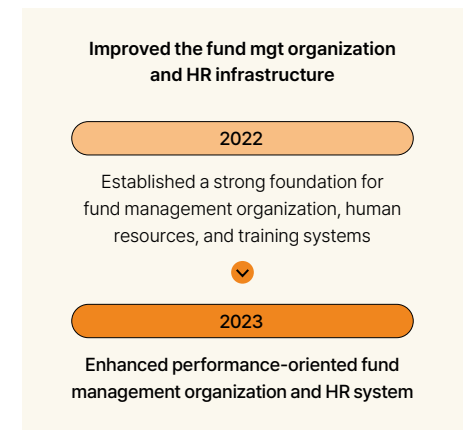 Improved the fund mgt organization
and HR infrastructure
2022
Established a strong foundation for
fund management organization, human
resources, and training systems
2023
Enhanced performance-oriented fund
management organization and HR system